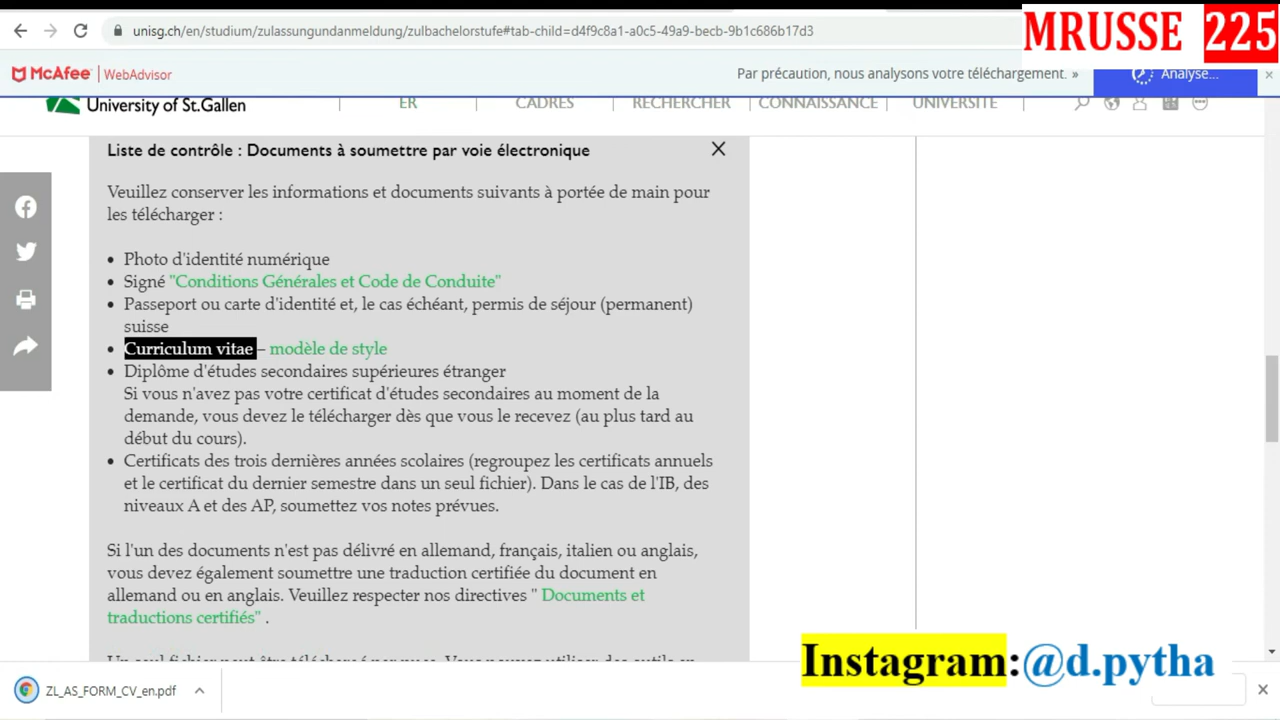 unisg.ch/en/studium/zulassungundanmeldung/zulbachelorstufe#tab-child=d4f9c8a1-a0c5-49a9-becb-9b1c686b17d3
MRUSSE 225
McAfee | WebAdvisor
Par précaution, nous analysons votre téléchargement. »
Analyse...
University of St.Gallen
ER
CADRES
RECHERCHER
CONNAISSANCE
UNIVERSITÉ
Liste de contrôle : Documents à soumettre par voie électronique
Veuillez conserver les informations et documents suivants à portée de main pour
les télécharger :
• Photo d'identité numérique
• Signé "Conditions Générales et Code de Conduite"
• Passeport ou carte d'identité et, le cas échéant, permis de séjour (permanent)
suisse
• Curriculum vitae – modèle de style
• Diplôme d'études secondaires supérieures étranger
Si vous n'avez pas votre certificat d'études secondaires au moment de la
demande, vous devez le télécharger dès que vous le recevez (au plus tard au
début du cours).
• Certificats des trois dernières années scolaires (regroupez les certificats annuels
et le certificat du dernier semestre dans un seul fichier). Dans le cas de l'IB, des
niveaux A et des AP, soumettez vos notes prévues.
Si l'un des documents n'est pas délivré en allemand, français, italien ou anglais,
vous devez également soumettre une traduction certifiée du document en
allemand ou en anglais. Veuillez respecter nos directives " Documents et
traductions certifiés" .
Instagram:@d.pytha
ZL_AS_FORM_CV_en.pdf